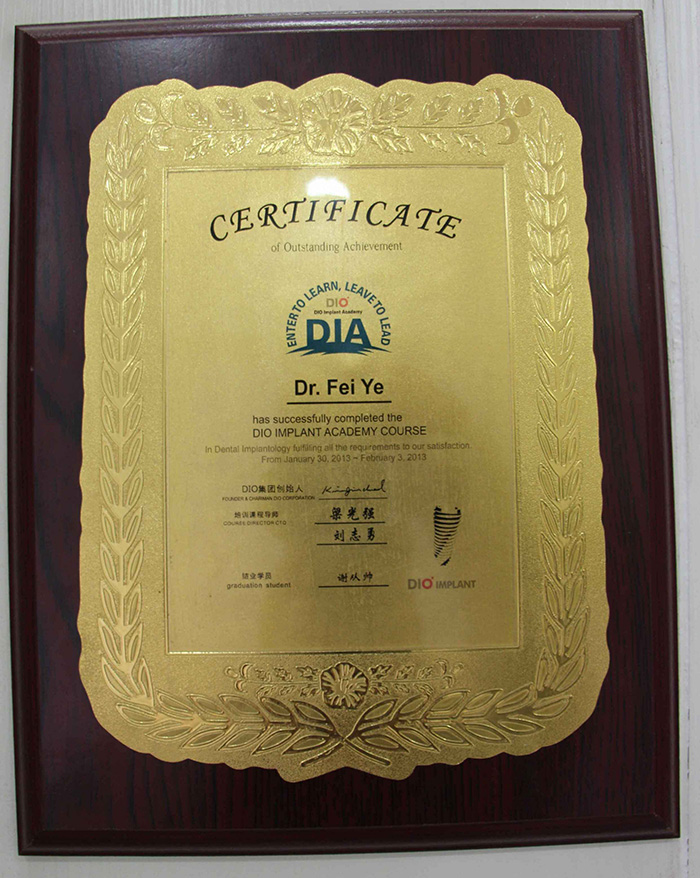 CERTIFICATE
of Outstanding Achievement
ENTER TO LEARN, LEAVE TO LEAD
DIO
DIO Implant Academy
DIA
Dr. Fei Ye
has successfully completed the
DIO IMPLANT ACADEMY COURSE
In Dental Implantology fulfilling all the requirements to our satisfaction.
From January 30, 2013 ~ February 3, 2013
DIO集团创始人
FOUNDER & CHAIRMAN.DIO CORPORATION
培训课程导师 梁光强
COURES DIRECTOR CTG
刘志勇
结业学员 谢从帅
graduation student
DIO IMPLANT